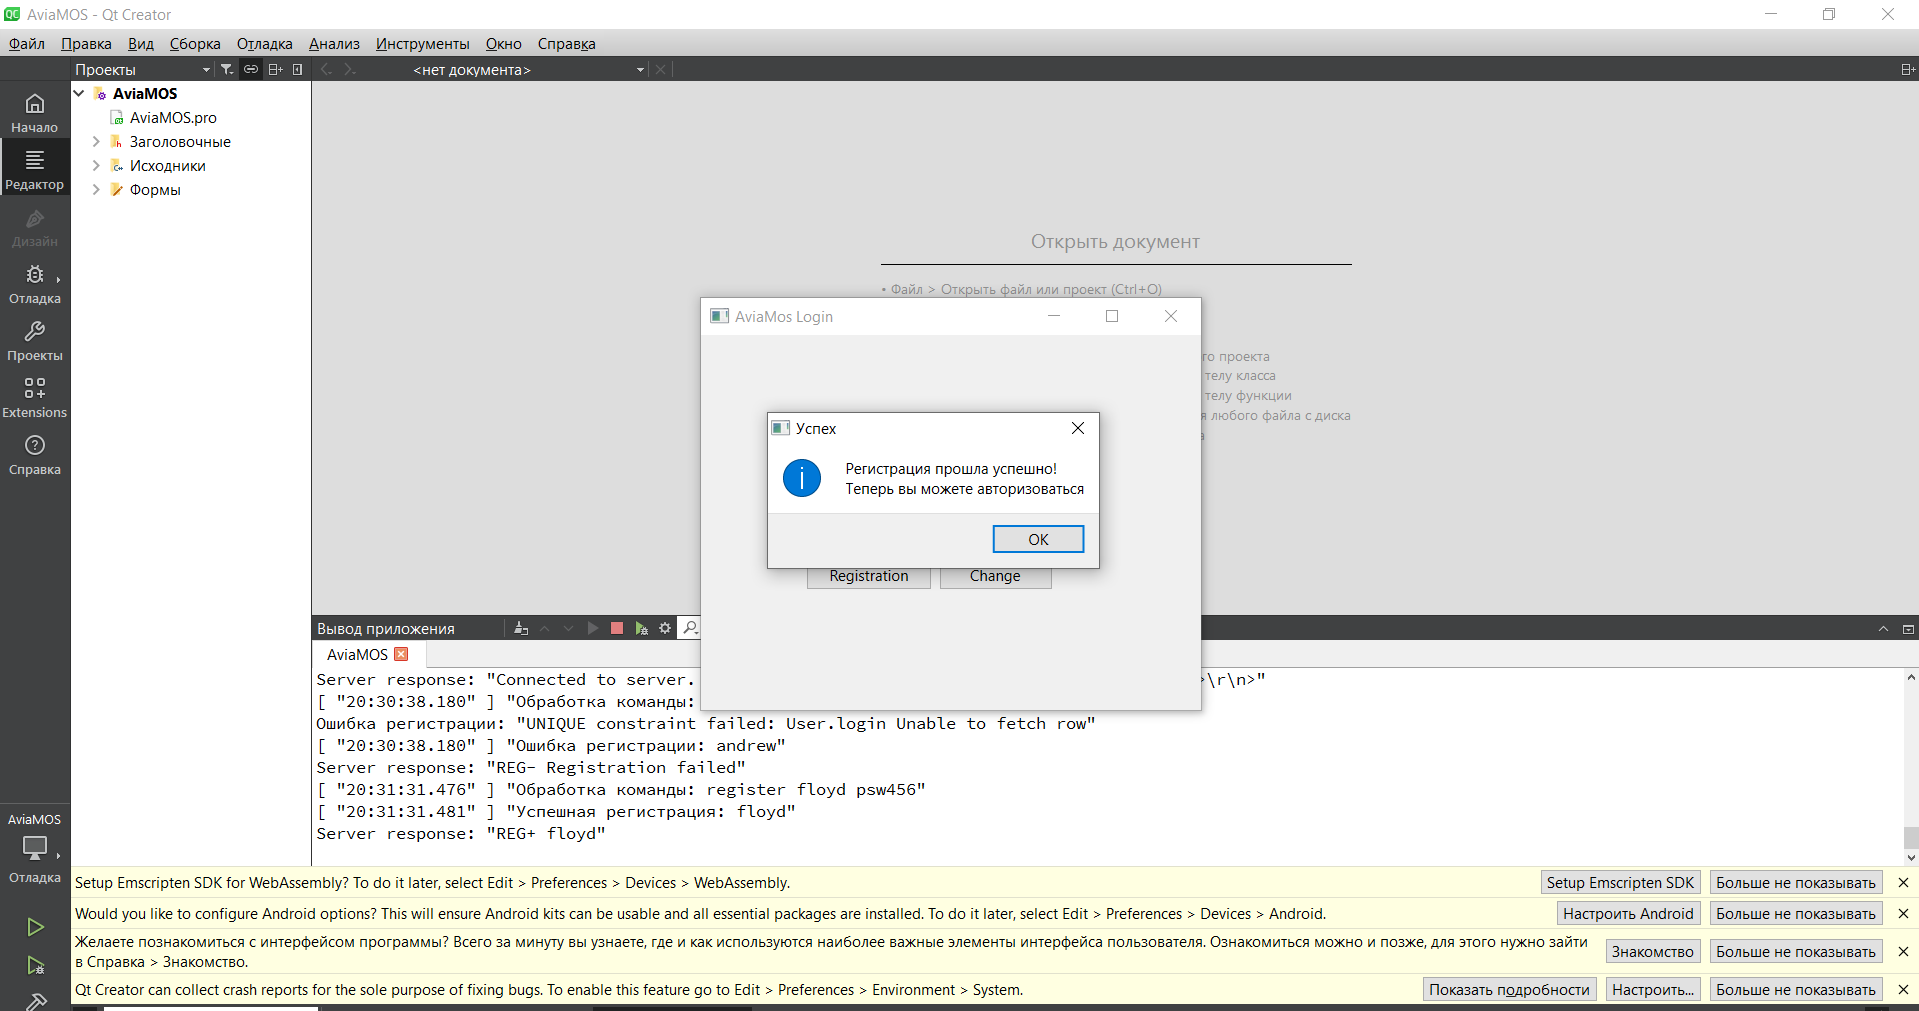 AviaMOS - Qt Creator
Файл Правка Вид Сборка Отладка Анализ Инструменты Окно Справка
Проекты
<нет документа>
AviaMOS
AviaMOS.pro
Заголовочные
Исходники
Формы
Начало
Редактор
Дизайн
Отладка
Проекты
Extensions
Справка
Открыть документ
• Файл > Открыть файл или проект (Ctrl+O)
го проекта
телу класса
телу функции
любого файла с диска
AviaMos Login
Успех
Регистрация прошла успешно!
Теперь вы можете авторизоваться
OK
Registration Change
Вывод приложения
AviaMOS
Server response: "Connected to server. \r\n>"
[ "20:30:38.180" ] "Обработка команды:
Ошибка регистрации: "UNIQUE constraint failed: User.login Unable to fetch row"
[ "20:30:38.180" ] "Ошибка регистрации: andrew"
Server response: "REG- Registration failed"
[ "20:31:31.476" ] "Обработка команды: register floyd psw456"
[ "20:31:31.481" ] "Успешная регистрация: floyd"
Server response: "REG+ floyd"
AviaMOS
Отладка
Setup Emscripten SDK for WebAssembly? To do it later, select Edit > Preferences > Devices > WebAssembly. Setup Emscripten SDK Больше не показывать
Would you like to configure Android options? This will ensure Android kits can be usable and all essential packages are installed. To do it later, select Edit > Preferences > Devices > Android. Настроить Android Больше не показывать
Желаете познакомиться с интерфейсом программы? Всего за минуту вы узнаете, где и как используются наиболее важные элементы интерфейса пользователя. Ознакомиться можно и позже, для этого нужно зайти
в Справка > Знакомство. Знакомство Больше не показывать
Qt Creator can collect crash reports for the sole purpose of fixing bugs. To enable this feature go to Edit > Preferences > Environment > System. Показать подробности Настроить... Больше не показывать